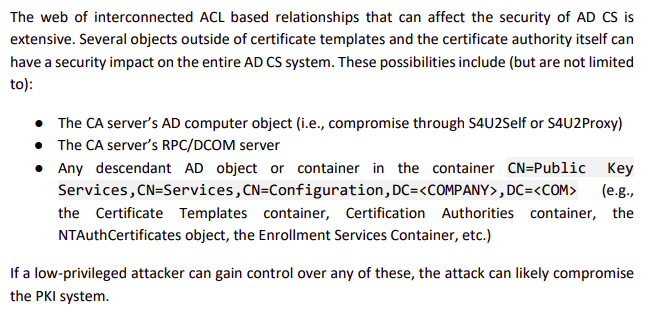 The web of interconnected ACL based relationships that can affect the security of AD CS is
extensive. Several objects outside of certificate templates and the certificate authority itself can
have a security impact on the entire AD CS system. These possibilities include (but are not limited
to):
● The CA server's AD computer object (i.e., compromise through S4U2Self or S4U2Proxy)
● The CA server's RPC/DCOM server
● Any descendant AD object or container in the container CN=Public Key
Services,CN=Services,CN=Configuration,DC=<COMPANY>,DC=<COM> (e.g.,
the Certificate Templates container, Certification Authorities container, the
NTAuthCertificates object, the Enrollment Services Container, etc.)
If a low-privileged attacker can gain control over any of these, the attack can likely compromise
the PKI system.